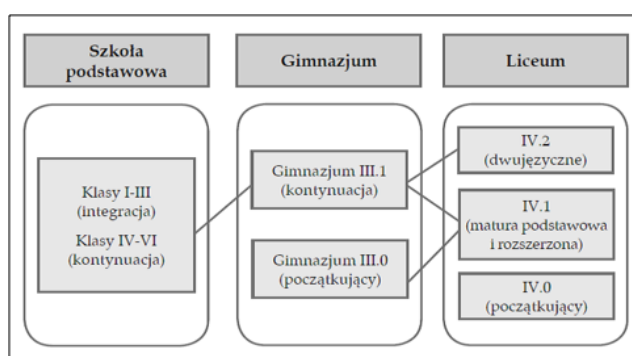 Szkoła
podstawowa
Gimnazjum
Liceum
Klasy I-III
(integracja)
Klasy IV-VI
(kontynuacja)
Gimnazjum III.1
(kontynuacja)
Gimnazjum III.0
(początkujący)
IV.2
(dwujęzyczne)
IV.1
(matura podstawowa
i rozszerzona)
IV.0
(początkujący)